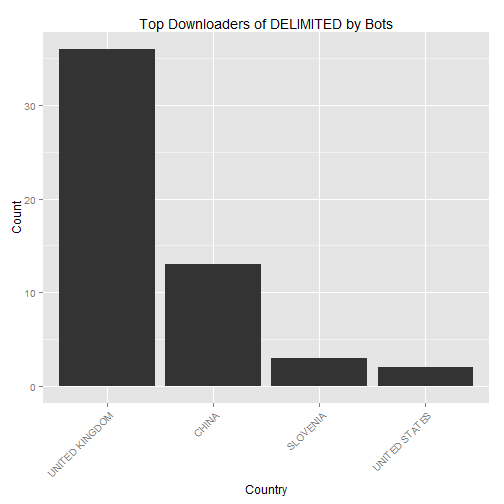 Top Downloaders of DELIMITED by Bots
Count
30
20
10
0
UNITED KINGDOM
CHINA
SLOVENIA
UNITED STATES
Country